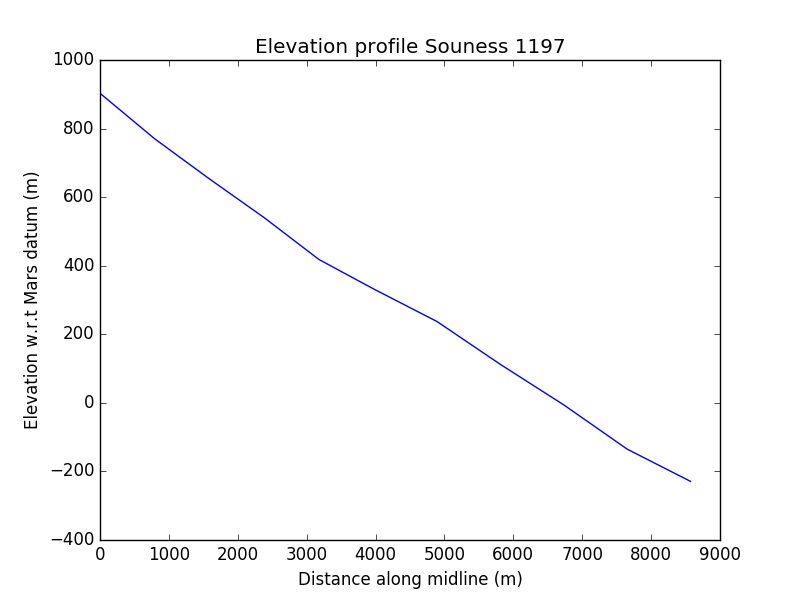 Elevation profile Souness 1197
1000
800
600
400
200
0
−200
−400
Elevation w.r.t Mars datum (m)
0 1000 2000 3000 4000 5000 6000 7000 8000 9000
Distance along midline (m)